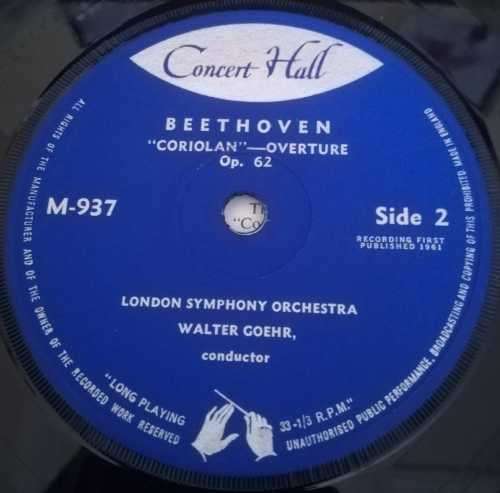 Concert Hall
BEETHOVEN
"CORIOLAN"—OVERTURE
Op. 62
M-937
Side 2
RECORDING FIRST
PUBLISHED 1961
LONDON SYMPHONY ORCHESTRA
WALTER GOEHR,
conductor
"LONG PLAYING
33-1/3 R.P.M."
ALL RIGHTS OF THE MANUFACTURER AND OF THE OWNER OF THE RECORDED WORK RESERVED
UNAUTHORISED PUBLIC PERFORMANCE, BROADCASTING AND COPYING OF THIS PROHIBITED MADE IN ENGLAND